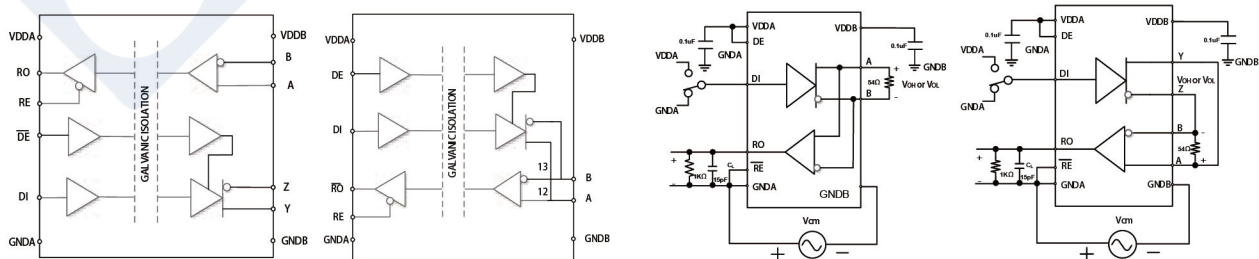 VDDA
VDDB
B
RO
A
RE
GALVANIC ISOLATION
DE
Z
DI
Y
GNDA
GNDB
VDDA
VDDB
DE
GALVANIC ISOLATION
DI
13
B
RO
12
A
RE
GNDA
GNDB
VDDA
VDDB
0.1uF
DE
0.1uF
GNDA
GNDB
VDDA
A
DI
+
54Ω
VOH or VOL
B
-
GNDA
RO
+
CL
RE
1KΩ
15pF
-
GNDA
GNDB
Vcm
+
—
VDDA
VDDB
0.1uF
DE
0.1uF
GNDA
Y
GNDB
VDDA
DI
VOH or VOL
Z
GNDA
B
-
RO
54Ω
+
CL
RE
A
+
1KΩ
15pF
-
GNDA
GNDB
Vcm
+
—